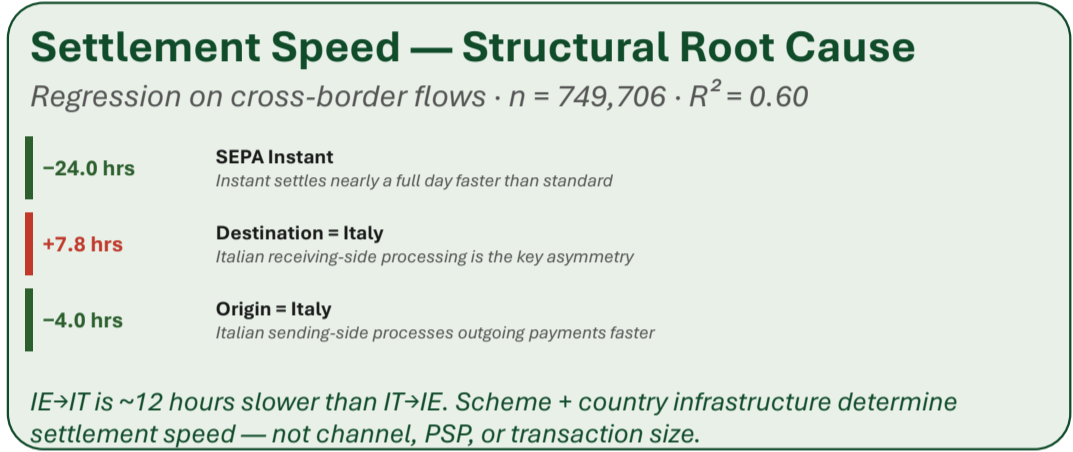 Settlement Speed — Structural Root Cause
Regression on cross-border flows · n = 749,706 · R² = 0.60
−24.0 hrs
SEPA Instant
Instant settles nearly a full day faster than standard
+7.8 hrs
Destination = Italy
Italian receiving-side processing is the key asymmetry
−4.0 hrs
Origin = Italy
Italian sending-side processes outgoing payments faster
IE→IT is ~12 hours slower than IT→IE. Scheme + country infrastructure determine
settlement speed — not channel, PSP, or transaction size.